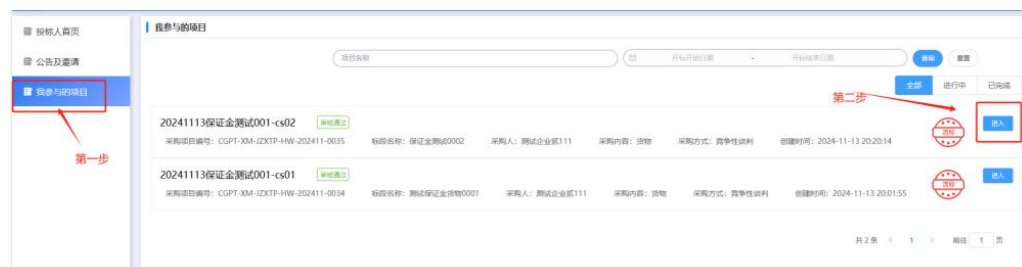 投标人首页
我参与的项目
公告及邀请
项目名称
开标开始日期 - 开标结束日期
查询 重置
我参与的项目
全部 进行中 已完成
第二步
20241113保证金测试001-cs02 审核通过
流标
进入
采购项目编号：CGPT-XM-JZXTP-HW-202411-0035 标段名称：保证金测试0002 采购人：测试企业贰111 采购内容：货物 采购方式：竞争性谈判 创建时间：2024-11-13 20:20:14
第一步
20241113保证金测试001-cs01 审核通过
流标
进入
采购项目编号：CGPT-XM-JZXTP-HW-202411-0034 标段名称：测试保证金货物0001 采购人：测试企业贰111 采购内容：货物 采购方式：竞争性谈判 创建时间：2024-11-13 20:01:55
共 2 条 < 1 > 前往 1 页